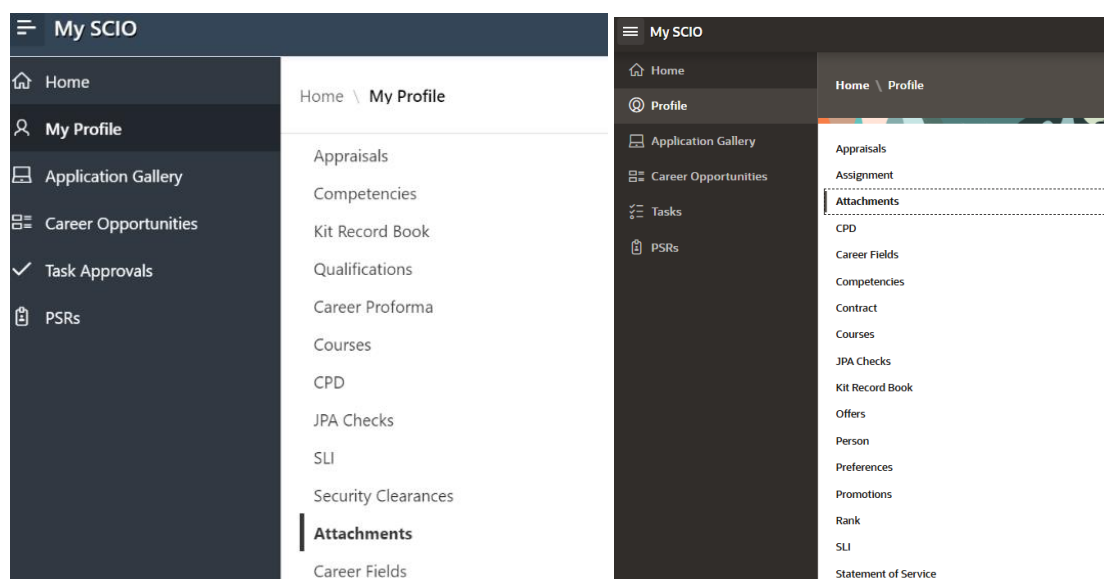 My SCIO
Home
My Profile
Application Gallery
Career Opportunities
Task Approvals
PSRs
Home \ My Profile
Appraisals
Competencies
Kit Record Book
Qualifications
Career Proforma
Courses
CPD
JPA Checks
SLI
Security Clearances
Attachments
Career Fields
My SCIO
Home
Profile
Application Gallery
Career Opportunities
Tasks
PSRs
Home \ Profile
Appraisals
Assignment
Attachments
CPD
Career Fields
Competencies
Contract
Courses
JPA Checks
Kit Record Book
Offers
Person
Preferences
Promotions
Rank
SLI
Statement of Service